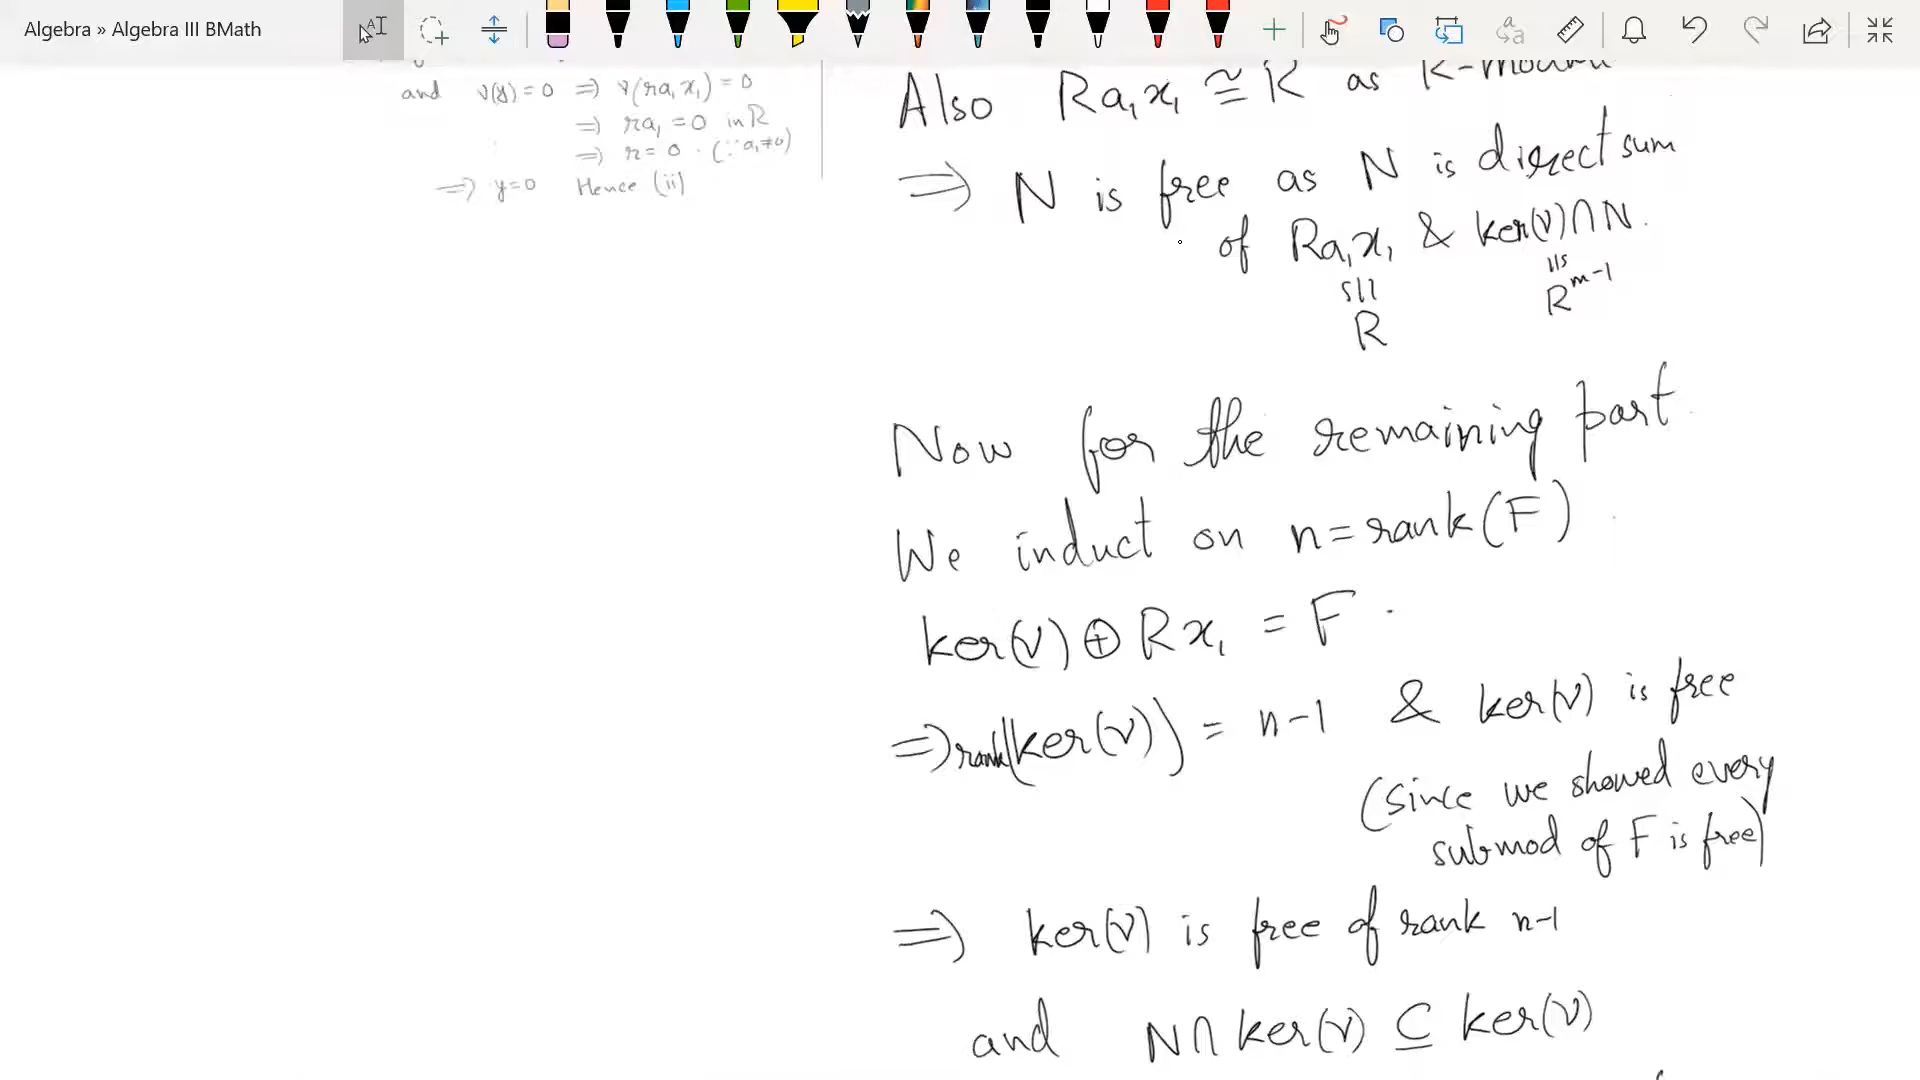 Algebra » Algebra III BMath
and ν(y) = 0 ⇒ ν(ra₁x₁) = 0
⇒ ra₁ = 0 in R
⇒ r = 0 . (∵ a₁ ≠ 0)
⇒ y = 0 Hence (ii)
Also Ra₁x₁ ≅ R as R-
⇒ N is free as N is direct sum
of Ra₁x₁ & ker(ν) ∩ N.
≅ ≅
R Rᵐ⁻¹
Now for the remaining part
We induct on n = rank(F)
ker(ν) ⊕ Rx₁ = F .
⇒ rank(ker(ν)) = n-1 & ker(ν) is free
(since we showed every
submod of F is free)
⇒ ker(ν) is free of rank n-1
and N ∩ ker(ν) ⊆ ker(ν)